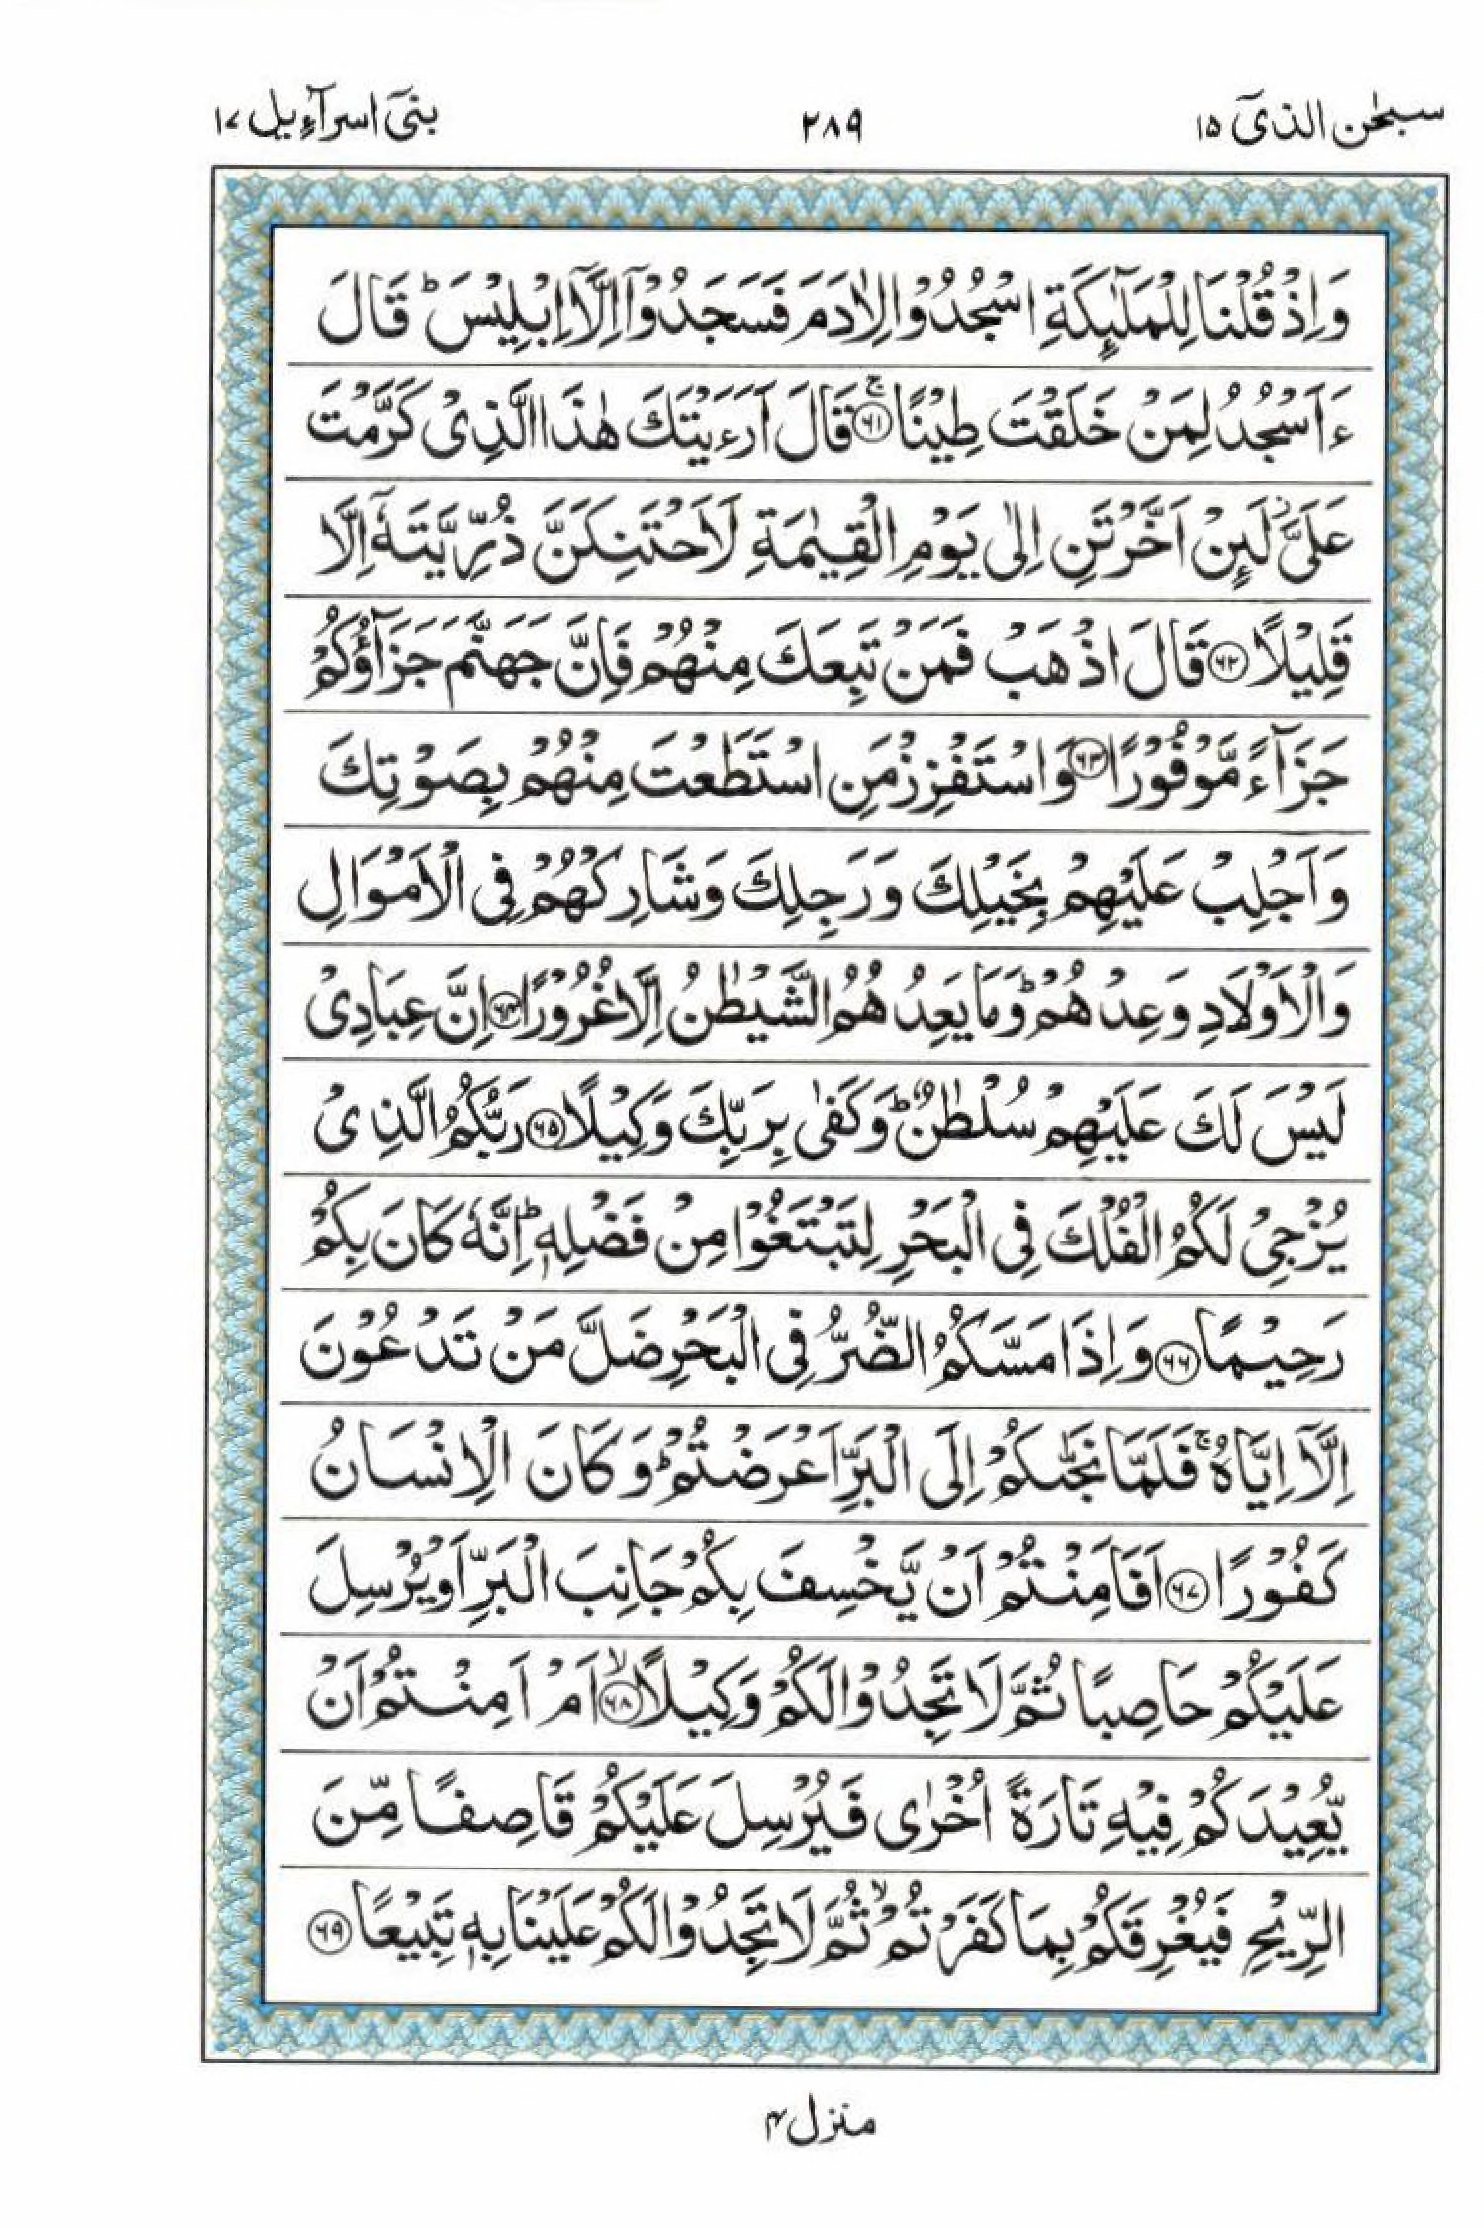 سبحٰن الذیٓ ۱۵
۲۸۹
بنیٓ اسرآءیل ۱۷
وَاِذْ قُلْنَا لِلْمَلٰٓئِكَةِ اسْجُدُوْا لِاٰدَمَ فَسَجَدُوْۤا اِلَّاۤ اِبْلِيْسَ ؕ قَالَ
ءَاَسْجُدُ لِمَنْ خَلَقْتَ طِيْنًا ۚ ﴿۶۱﴾ قَالَ اَرَءَيْتَكَ هٰذَا الَّذِيْ كَرَّمْتَ
عَلَيَّ ؗ لَئِنْ اَخَّرْتَنِ اِلٰى يَوْمِ الْقِيٰمَةِ لَاَحْتَنِكَنَّ ذُرِّيَّتَهٗۤ اِلَّا
قَلِيْلًا ﴿۶۲﴾ قَالَ اذْهَبْ فَمَنْ تَبِعَكَ مِنْهُمْ فَاِنَّ جَهَنَّمَ جَزَآؤُكُمْ
جَزَآءً مَّوْفُوْرًا ﴿۶۳﴾ وَاسْتَفْزِزْ مَنِ اسْتَطَعْتَ مِنْهُمْ بِصَوْتِكَ
وَاَجْلِبْ عَلَيْهِمْ بِخَيْلِكَ وَرَجِلِكَ وَشَارِكْهُمْ فِي الْاَمْوَالِ
وَالْاَوْلَادِ وَعِدْهُمْ ؕ وَمَا يَعِدُهُمُ الشَّيْطٰنُ اِلَّا غُرُوْرًا ﴿۶۴﴾ اِنَّ عِبَادِيْ
لَيْسَ لَكَ عَلَيْهِمْ سُلْطٰنٌ ؕ وَكَفٰى بِرَبِّكَ وَكِيْلًا ﴿۶۵﴾ رَبُّكُمُ الَّذِيْ
يُزْجِيْ لَكُمُ الْفُلْكَ فِي الْبَحْرِ لِتَبْتَغُوْا مِنْ فَضْلِهٖ ؕ اِنَّهٗ كَانَ بِكُمْ
رَحِيْمًا ﴿۶۶﴾ وَاِذَا مَسَّكُمُ الضُّرُّ فِي الْبَحْرِ ضَلَّ مَنْ تَدْعُوْنَ
اِلَّاۤ اِيَّاهُ ۚ فَلَمَّا نَجّٰىكُمْ اِلَى الْبَرِّ اَعْرَضْتُمْ ؕ وَكَانَ الْاِنْسَانُ
كَفُوْرًا ﴿۶۷﴾ اَفَاَمِنْتُمْ اَنْ يَّخْسِفَ بِكُمْ جَانِبَ الْبَرِّ اَوْ يُرْسِلَ
عَلَيْكُمْ حَاصِبًا ثُمَّ لَا تَجِدُوْا لَكُمْ وَكِيْلًا ۙ ﴿۶۸﴾ اَمْ اَمِنْتُمْ اَنْ
يُّعِيْدَكُمْ فِيْهِ تَارَةً اُخْرٰى فَيُرْسِلَ عَلَيْكُمْ قَاصِفًا مِّنَ
الرِّيْحِ فَيُغْرِقَكُمْ بِمَا كَفَرْتُمْ ۙ ثُمَّ لَا تَجِدُوْا لَكُمْ عَلَيْنَا بِهٖ تَبِيْعًا ﴿۶۹﴾
منزل ۴